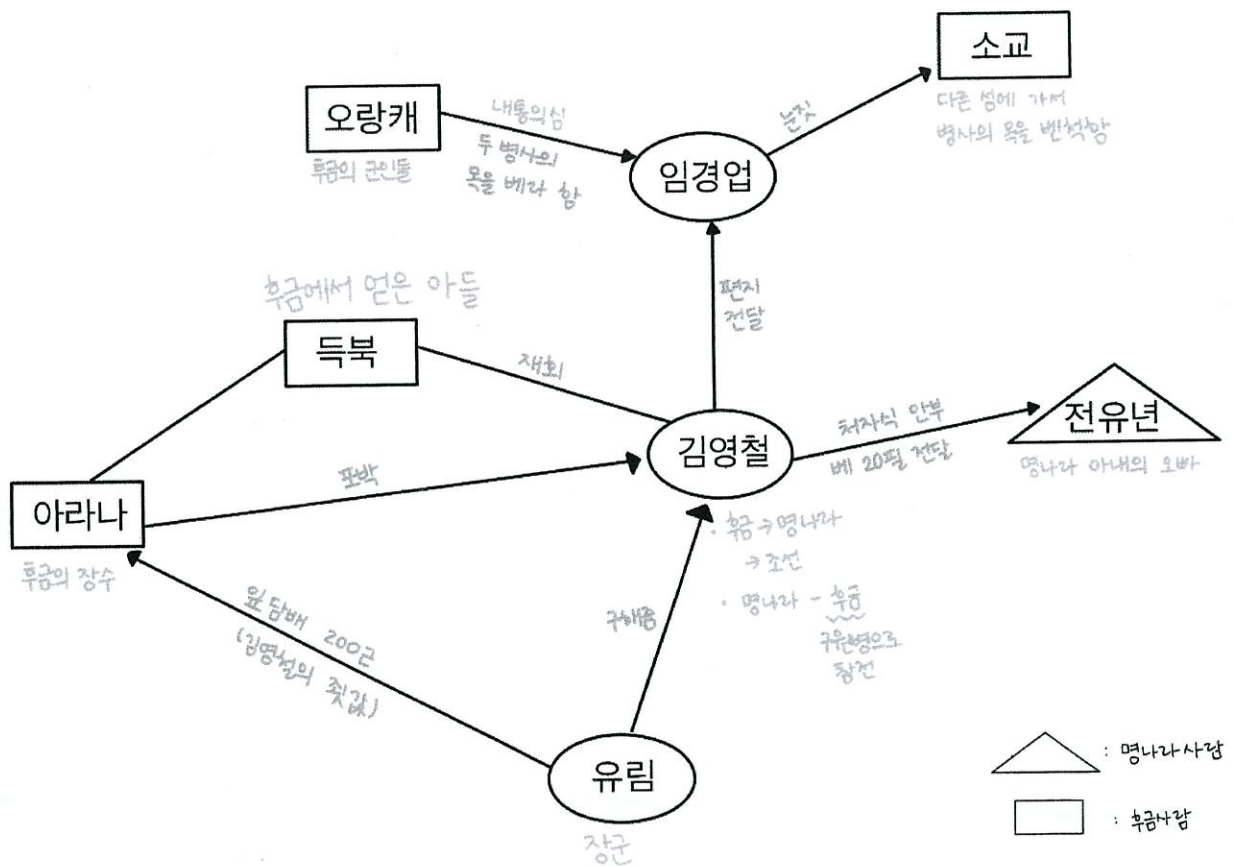 소교
다른 섬에 가서
병사의 목을 벤척함
오랑캐
후금의 군인들
내통의심
두 병사의
목을 베라 함
눈짓
임경업
편지
전달
후금에서 얻은 아들
득북
재회
김영철
처자식 안부
베 20필 전달
전유년
명나라 아내의 오빠
포박
아라나
후금의 장수
· 후금→명나라
→조선
· 명나라 - 후금
구원병으로
참전
잎담배 200근
(김영철의 죗값)
구해줌
유림
장군
: 명나라사람
: 후금사람